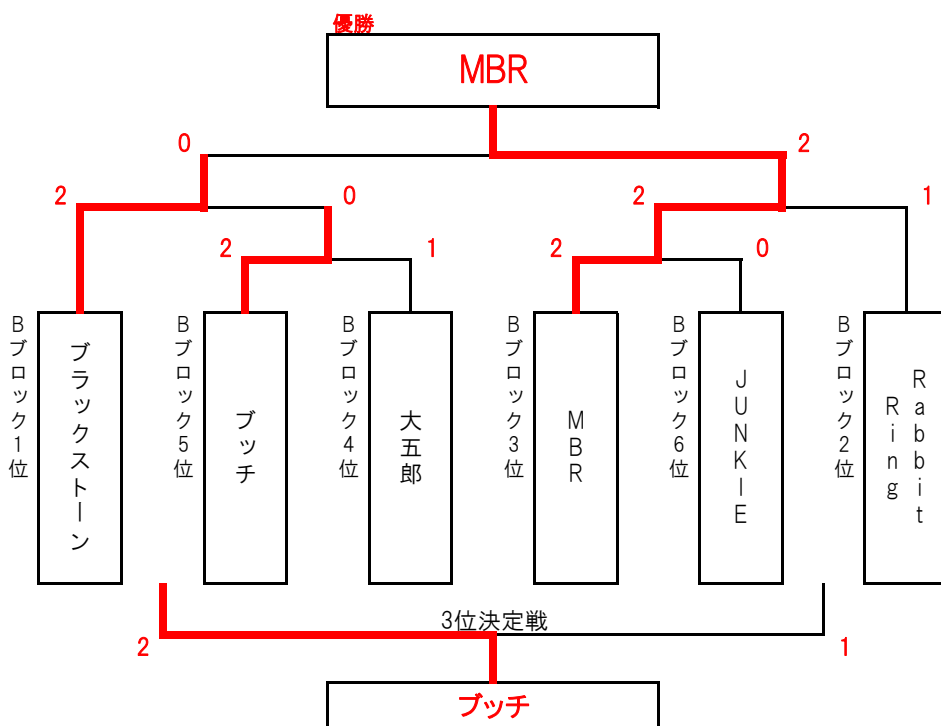 優勝
MBR
0
2
2
0
2
1
2
1
2
0
Bブロック1位
ブラックストーン
Bブロック5位
ブッチ
Bブロック4位
大五郎
Bブロック3位
MBR
Bブロック6位
JUNKIE
Bブロック2位
Rabbit
Ring
3位決定戦
2
1
ブッチ